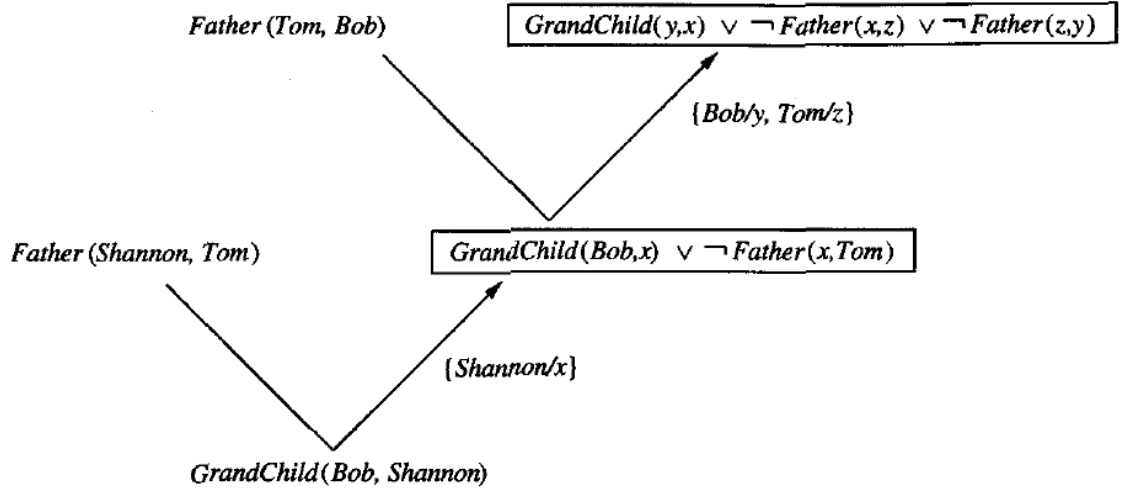 Father(Tom, Bob)
GrandChild(y,x) ∨ ¬Father(x,z) ∨ ¬Father(z,y)
{Bob/y, Tom/z}
Father(Shannon, Tom)
GrandChild(Bob,x) ∨ ¬Father(x,Tom)
{Shannon/x}
GrandChild(Bob, Shannon)